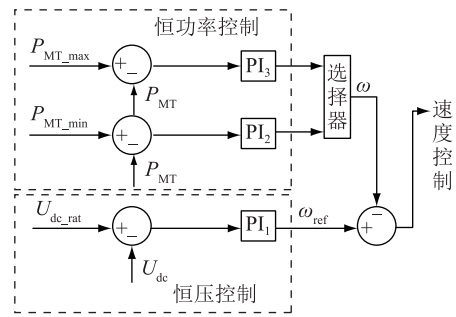 恒功率控制
P_MT_max
+
−
PI₃
P_MT
选择器
ω
P_MT_min
+
−
PI₂
P_MT
速度控制
U_dc_rat
+
−
PI₁
ω_ref
−
+
U_dc
恒压控制